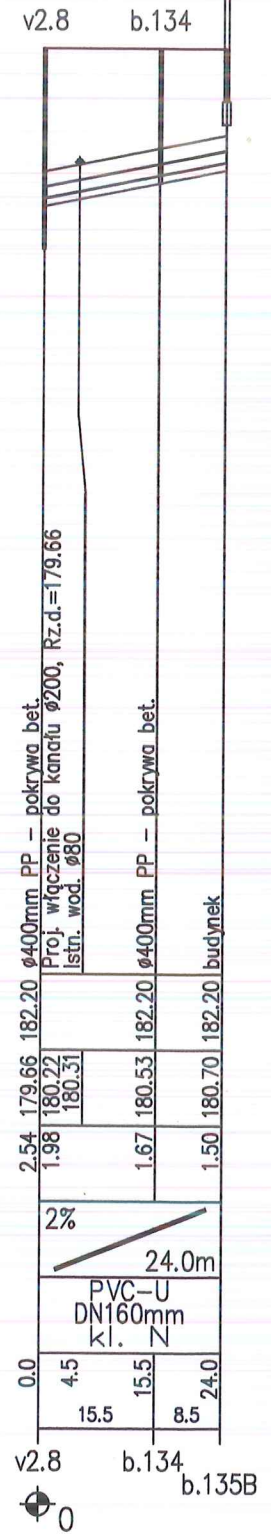 v2.8 b.134
ø400mm PP - pokrywa bet.
Proj. włączenie do kanału ø200, Rz.d.=179.66
Istn. wod. ø80
ø400mm PP - pokrywa bet.
budynek
182.20
182.20
182.20
179.66
180.22
180.31
180.53
180.70
2.54
1.98
1.67
1.50
2%
24.0m
PVC-U
DN160mm
kl. N
0.0
4.5
15.5
24.0
15.5 8.5
v2.8 b.134
b.135B
0